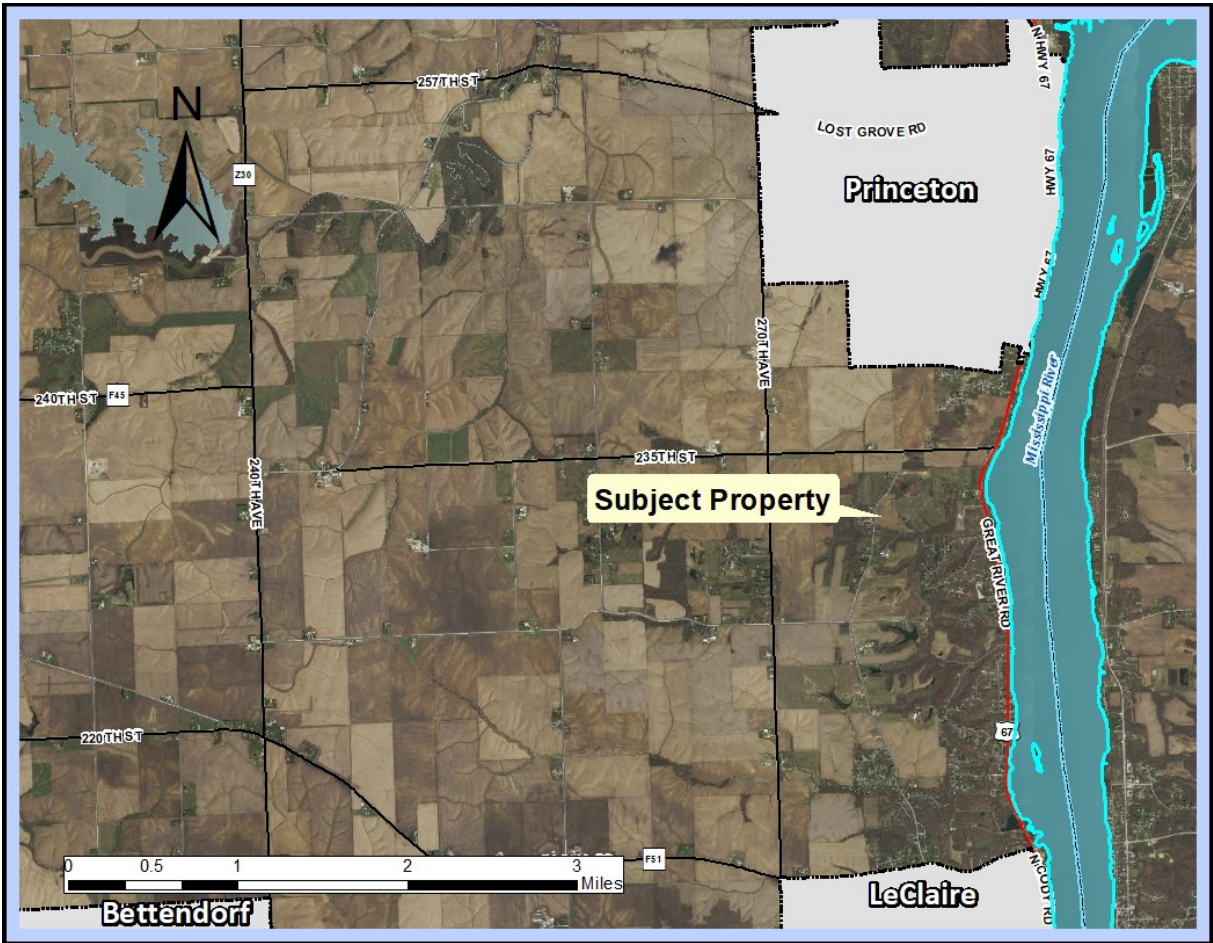 N HWY 67
N
257TH ST
LOST GROVE RD
Z30
HWY 67
Princeton
HWY 67
270TH AVE
Mississippi River
240TH ST
F45
235TH ST
240TH AVE
Subject Property
GREAT RIVER RD
67
220TH ST
0 0.5 1 2 3
Miles
F51
N CODY RD
LeClaire
Bettendorf